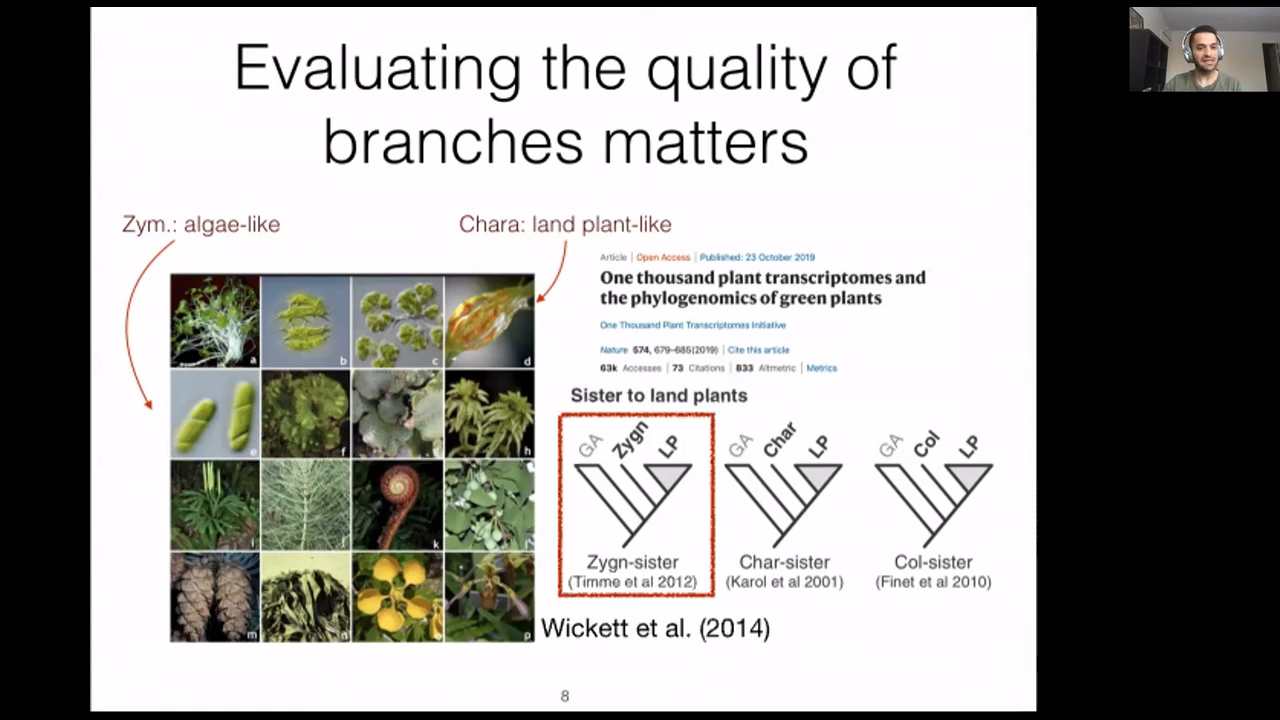 Evaluating the quality of
branches matters
Zym.: algae-like
Chara: land plant-like
Article | Open Access | Published: 23 October 2019
One thousand plant transcriptomes and
the phylogenomics of green plants
One Thousand Plant Transcriptomes Initiative
Nature 574, 679–685(2019) | Cite this article
63k Accesses | 73 Citations | 833 Altmetric | Metrics
Sister to land plants
GA Zygn LP
GA Char LP
GA Col LP
Zygn-sister
(Timme et al 2012)
Char-sister
(Karol et al 2001)
Col-sister
(Finet et al 2010)
a b c d
e f h
i k
m n p
Wickett et al. (2014)
8